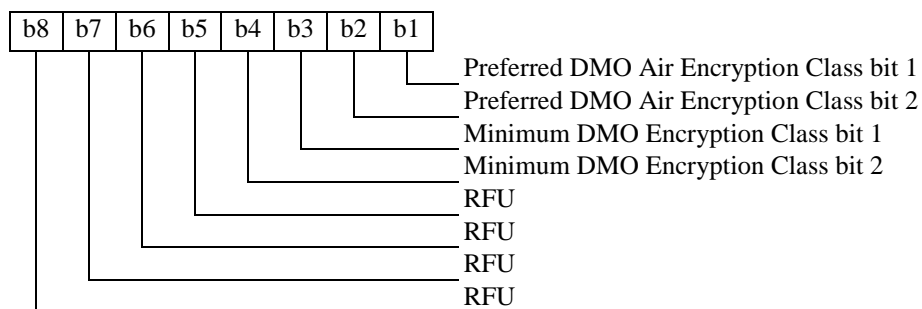 b8 b7 b6 b5 b4 b3 b2 b1
Preferred DMO Air Encryption Class bit 1
Preferred DMO Air Encryption Class bit 2
Minimum DMO Encryption Class bit 1
Minimum DMO Encryption Class bit 2
RFU
RFU
RFU
RFU